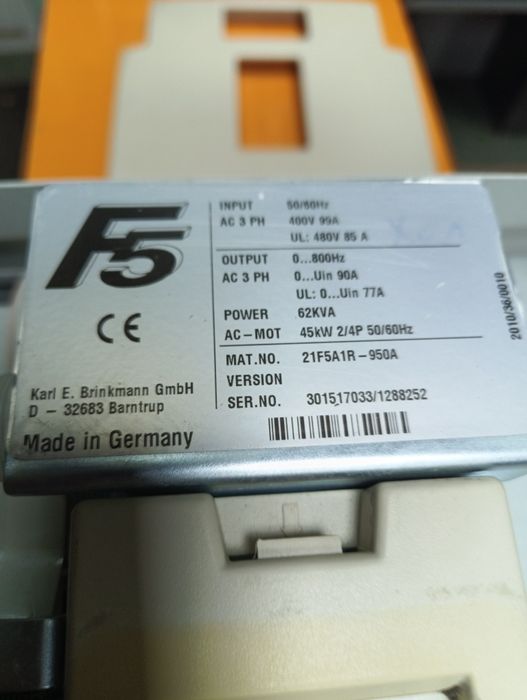 F5
CE
Karl E. Brinkmann GmbH
D – 32683 Barntrup
Made in Germany
INPUT 50/60Hz
AC 3 PH 400V 99A
UL: 480V 85 A
OUTPUT 0...800Hz
AC 3 PH 0...Uin 90A
UL: 0...Uin 77A
POWER 62KVA
AC–MOT 45kW 2/4P 50/60Hz
MAT.NO. 21F5A1R–950A
VERSION
SER.NO. 301517033/1288252
2010/36/0010